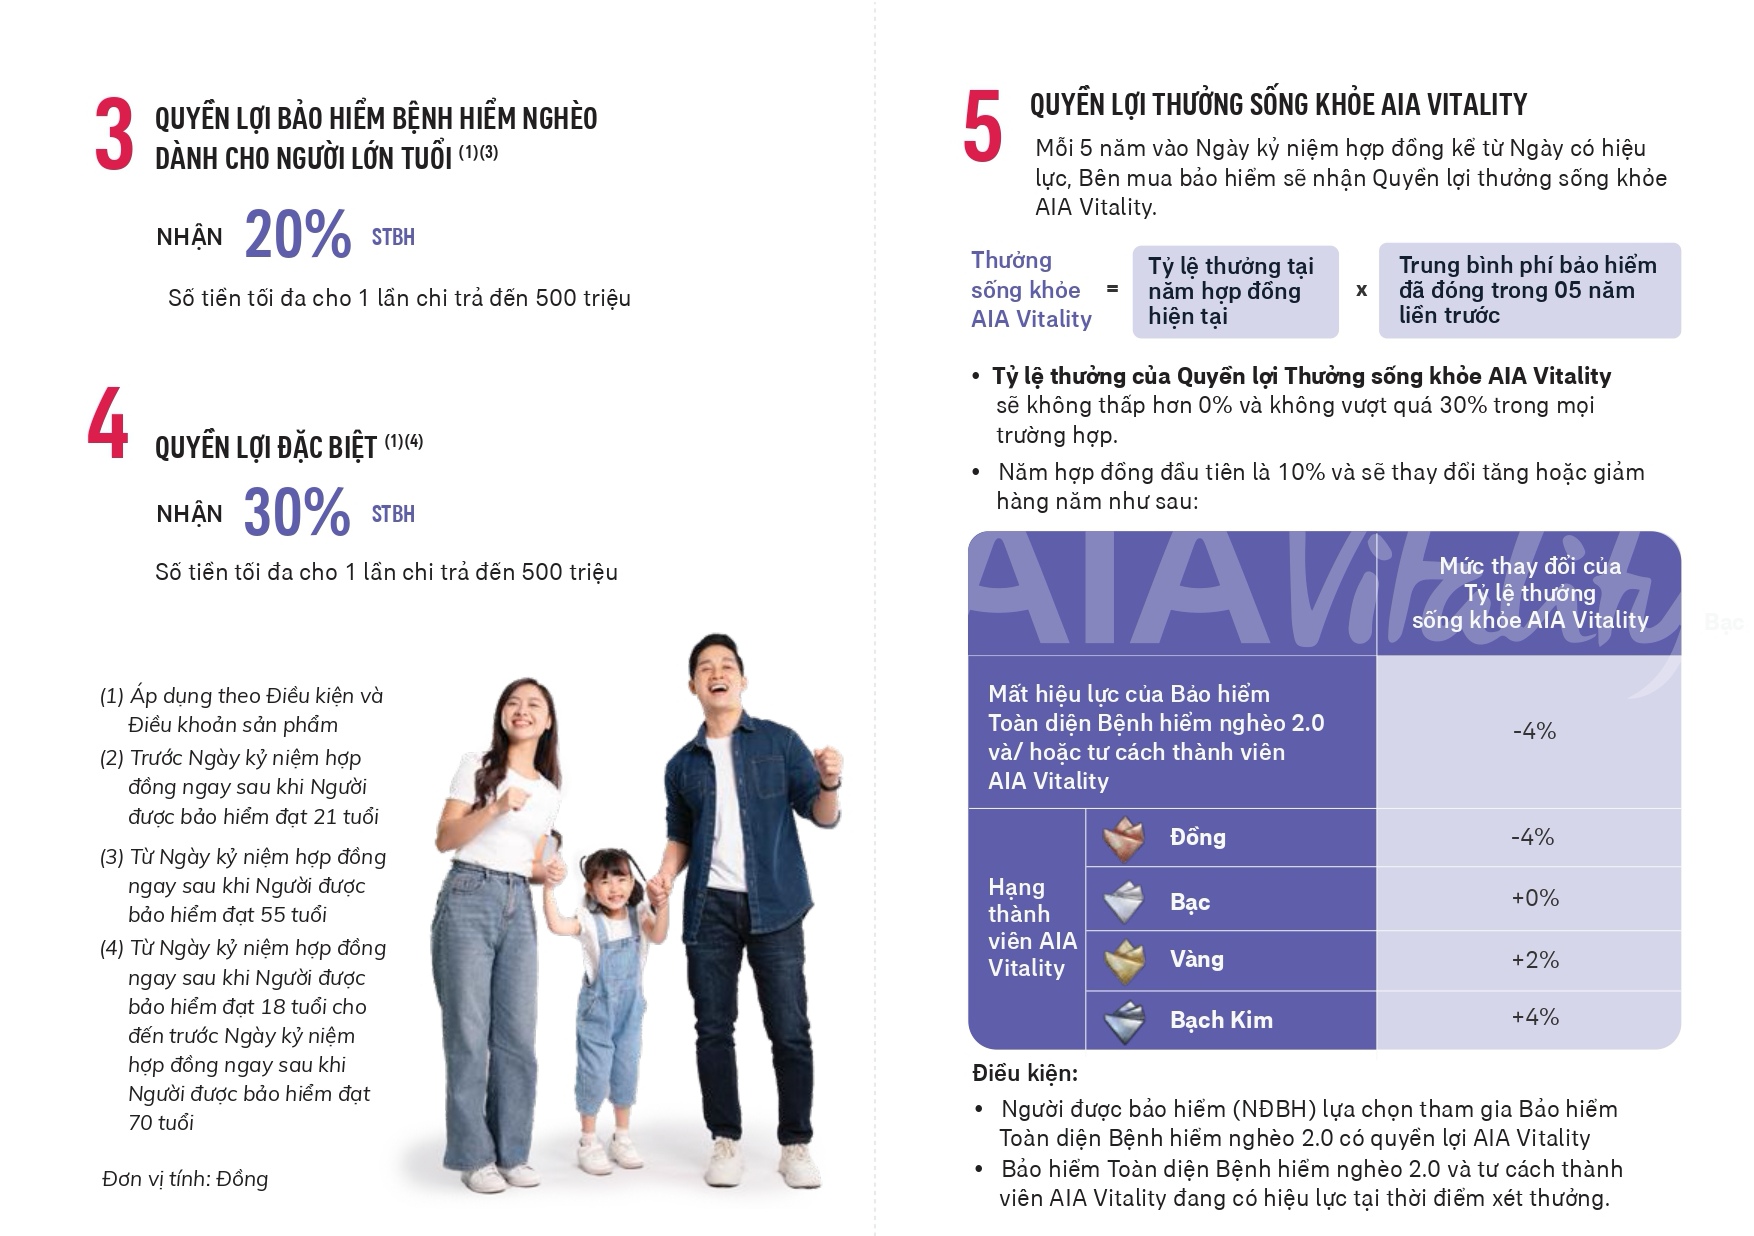 3
QUYỀN LỢI BẢO HIỂM BỆNH HIỂM NGHÈO
DÀNH CHO NGƯỜI LỚN TUỔI (1)(3)
NHẬN 20% STBH
Số tiền tối đa cho 1 lần chi trả đến 500 triệu
4
QUYỀN LỢI ĐẶC BIỆT (1)(4)
NHẬN 30% STBH
Số tiền tối đa cho 1 lần chi trả đến 500 triệu
(1) Áp dụng theo Điều kiện và
Điều khoản sản phẩm
(2) Trước Ngày kỷ niệm hợp
đồng ngay sau khi Người
được bảo hiểm đạt 21 tuổi
(3) Từ Ngày kỷ niệm hợp đồng
ngay sau khi Người được
bảo hiểm đạt 55 tuổi
(4) Từ Ngày kỷ niệm hợp đồng
ngay sau khi Người được
bảo hiểm đạt 18 tuổi cho
đến trước Ngày kỷ niệm
hợp đồng ngay sau khi
Người được bảo hiểm đạt
70 tuổi
Đơn vị tính: Đồng
5
QUYỀN LỢI THƯỞNG SỐNG KHỎE AIA VITALITY
Mỗi 5 năm vào Ngày kỷ niệm hợp đồng kể từ Ngày có hiệu
lực, Bên mua bảo hiểm sẽ nhận Quyền lợi thưởng sống khỏe
AIA Vitality.
Thưởng
sống khỏe
AIA Vitality
=
Tỷ lệ thưởng tại
năm hợp đồng
hiện tại
x
Trung bình phí bảo hiểm
đã đóng trong 05 năm
liền trước
• Tỷ lệ thưởng của Quyền lợi Thưởng sống khỏe AIA Vitality
sẽ không thấp hơn 0% và không vượt quá 30% trong mọi
trường hợp.
• Năm hợp đồng đầu tiên là 10% và sẽ thay đổi tăng hoặc giảm
hàng năm như sau:
AIA Vitality
Mức thay đổi của
Tỷ lệ thưởng
sống khỏe AIA Vitality
Bạc
Mất hiệu lực của Bảo hiểm
Toàn diện Bệnh hiểm nghèo 2.0
và/ hoặc tư cách thành viên
AIA Vitality
-4%
Hạng
thành
viên AIA
Vitality
Đồng -4%
Bạc +0%
Vàng +2%
Bạch Kim +4%
Điều kiện:
• Người được bảo hiểm (NĐBH) lựa chọn tham gia Bảo hiểm
Toàn diện Bệnh hiểm nghèo 2.0 có quyền lợi AIA Vitality
• Bảo hiểm Toàn diện Bệnh hiểm nghèo 2.0 và tư cách thành
viên AIA Vitality đang có hiệu lực tại thời điểm xét thưởng.